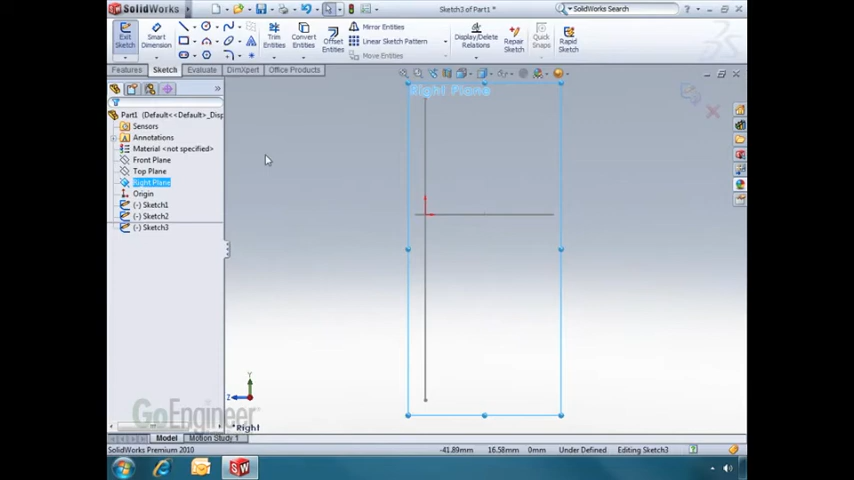 SolidWorks
Sketch3 of Part1 *
SolidWorks Search
Exit Sketch
Smart Dimension
Trim Entities
Convert Entities
Offset Entities
Mirror Entities
Linear Sketch Pattern
Move Entities
Display/Delete Relations
Repair Sketch
Quick Snaps
Rapid Sketch
Features
Sketch
Evaluate
DimXpert
Office Products
Right Plane
Part1 (Default<<Default>_Disp
Sensors
Annotations
Material <not specified>
Front Plane
Top Plane
Right Plane
Origin
(-) Sketch1
(-) Sketch2
(-) Sketch3
Y
Z
GoEngineer
*Right
Model
Motion Study 1
SolidWorks Premium 2010
-41.89mm
16.58mm
0mm
Under Defined
Editing Sketch3